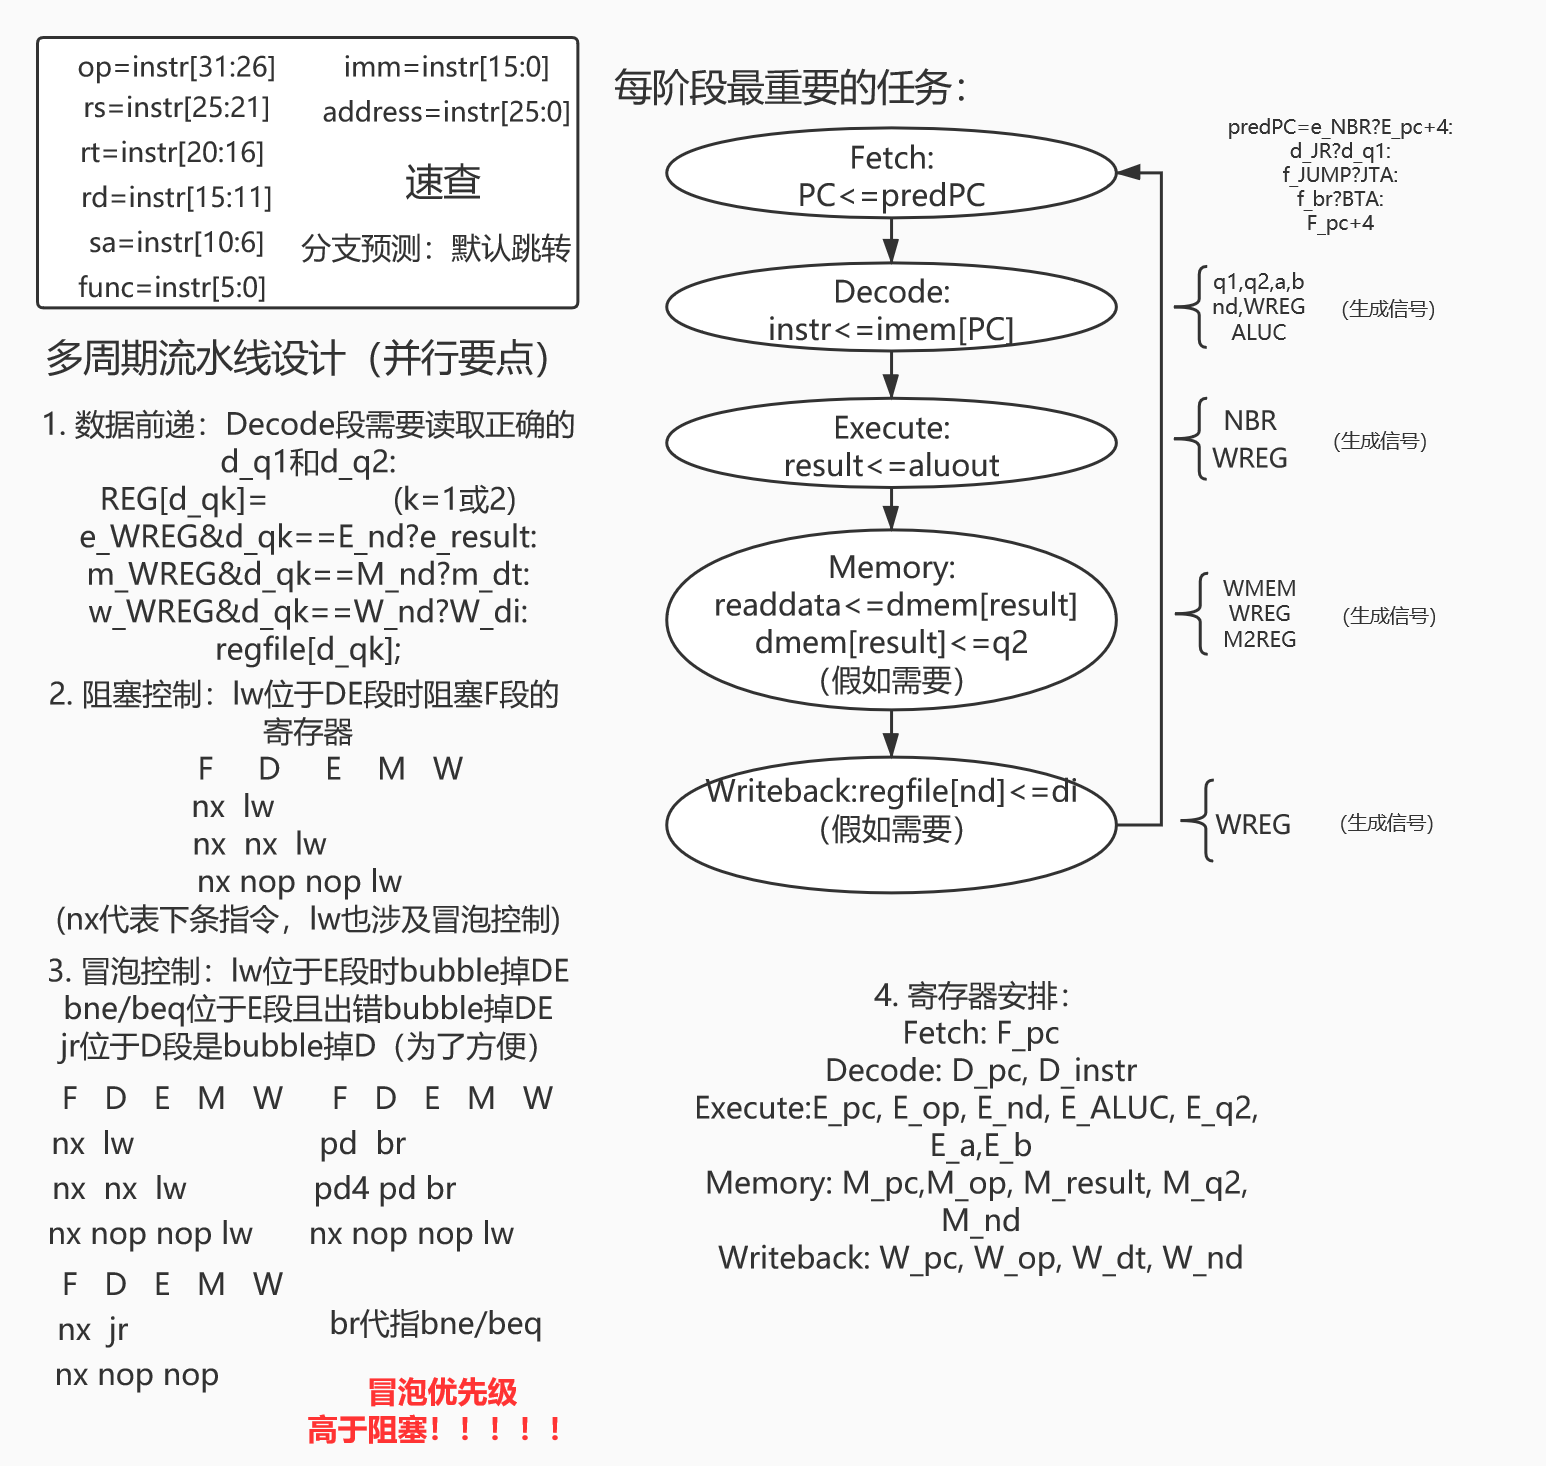 op=instr[31:26]
rs=instr[25:21]
rt=instr[20:16]
rd=instr[15:11]
sa=instr[10:6]
func=instr[5:0]
imm=instr[15:0]
address=instr[25:0]
速查
分支预测：默认跳转
多周期流水线设计（并行要点）
1. 数据前递：Decode段需要读取正确的
d_q1和d_q2:
REG[d_qk]= (k=1或2)
e_WREG&d_qk==E_nd?e_result:
m_WREG&d_qk==M_nd?m_dt:
w_WREG&d_qk==W_nd?W_di:
regfile[d_qk];
2. 阻塞控制：lw位于DE段时阻塞F段的
寄存器
F D E M W
nx lw
nx nx lw
nx nop nop lw
(nx代表下条指令，lw也涉及冒泡控制)
3. 冒泡控制：lw位于E段时bubble掉DE
bne/beq位于E段且出错bubble掉DE
jr位于D段是bubble掉D（为了方便）
F D E M W
nx lw
nx nx lw
nx nop nop lw
F D E M W
pd br
pd4 pd br
nx nop nop lw
F D E M W
nx jr
nx nop nop
br代指bne/beq
冒泡优先级
高于阻塞！！！！！
每阶段最重要的任务：
Fetch:
PC<=predPC
Decode:
instr<=imem[PC]
Execute:
result<=aluout
Memory:
readdata<=dmem[result]
dmem[result]<=q2
（假如需要）
Writeback:regfile[nd]<=di
（假如需要）
predPC=e_NBR?E_pc+4:
d_JR?d_q1:
f_JUMP?JTA:
f_br?BTA:
F_pc+4
q1,q2,a,b
nd,WREG
ALUC
(生成信号)
NBR
WREG
(生成信号)
WMEM
WREG
M2REG
(生成信号)
WREG
(生成信号)
4. 寄存器安排：
Fetch: F_pc
Decode: D_pc, D_instr
Execute:E_pc, E_op, E_nd, E_ALUC, E_q2,
E_a,E_b
Memory: M_pc,M_op, M_result, M_q2,
M_nd
Writeback: W_pc, W_op, W_dt, W_nd